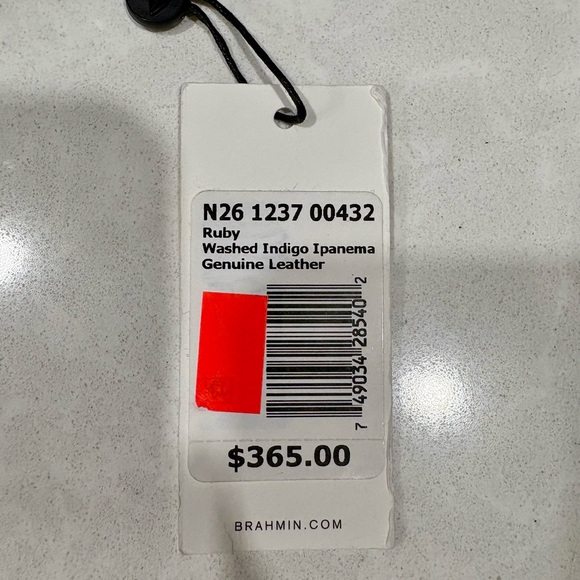 N26 1237 00432
Ruby
Washed Indigo Ipanema
Genuine Leather
7 49034 28540 2
$365.00
BRAHMIN.COM